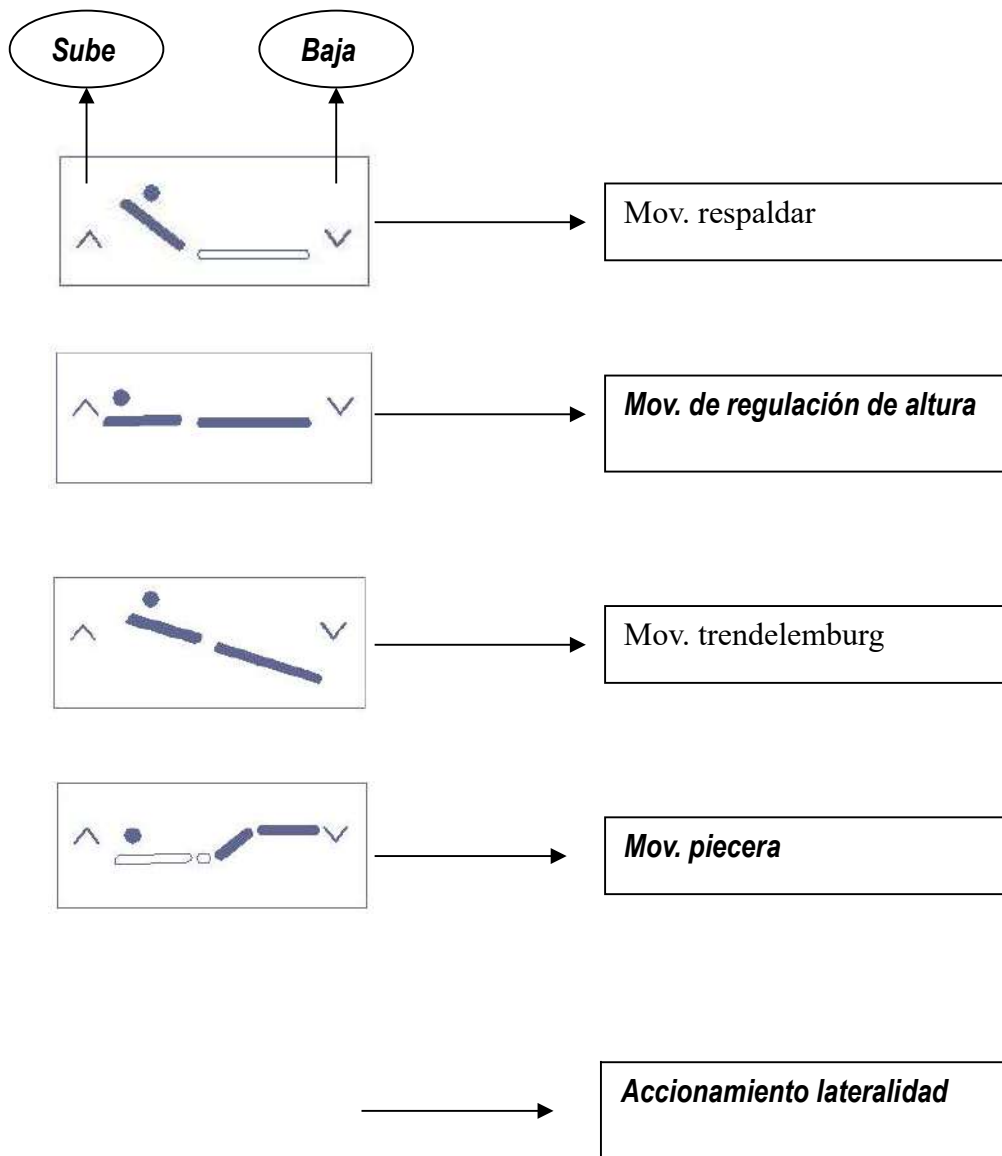 Sube
Baja
Mov. respaldar
Mov. de regulación de altura
Mov. trendelemburg
Mov. piecera
Accionamiento lateralidad